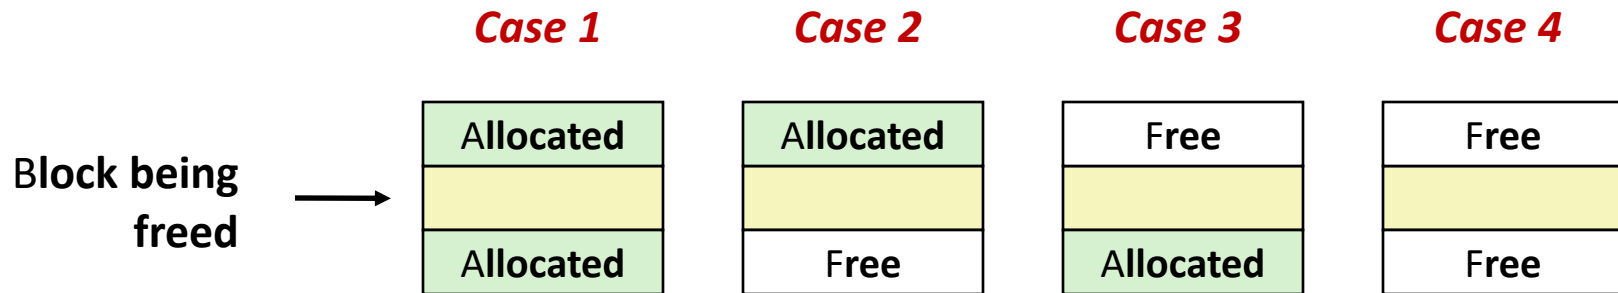 Case 1 Case 2 Case 3 Case 4
Allocated Allocated Free Free
Block being
freed
Allocated Free Allocated Free